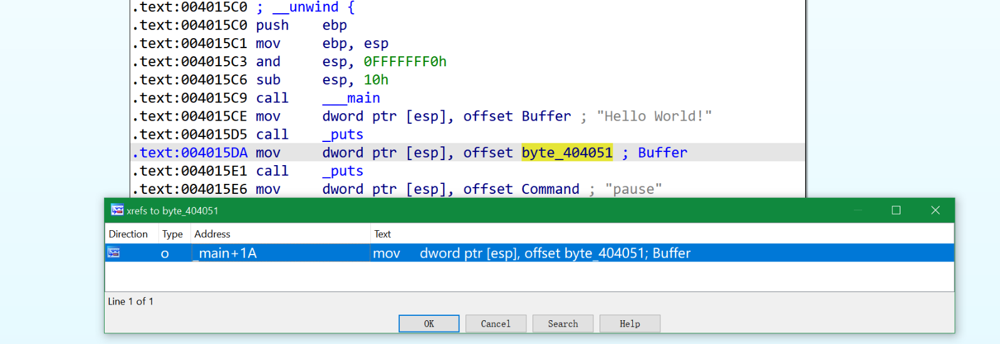 .text:004015C0 ; __unwind {
.text:004015C0 push ebp
.text:004015C1 mov ebp, esp
.text:004015C3 and esp, 0FFFFFFF0h
.text:004015C6 sub esp, 10h
.text:004015C9 call ___main
.text:004015CE mov dword ptr [esp], offset Buffer ; "Hello World!"
.text:004015D5 call _puts
.text:004015DA mov dword ptr [esp], offset byte_404051 ; Buffer
.text:004015E1 call _puts
.text:004015E6 mov dword ptr [esp], offset Command ; "pause"
xrefs to byte_404051
Direction Type Address Text
o _main+1A mov dword ptr [esp], offset byte_404051; Buffer
Line 1 of 1
OK Cancel Search Help